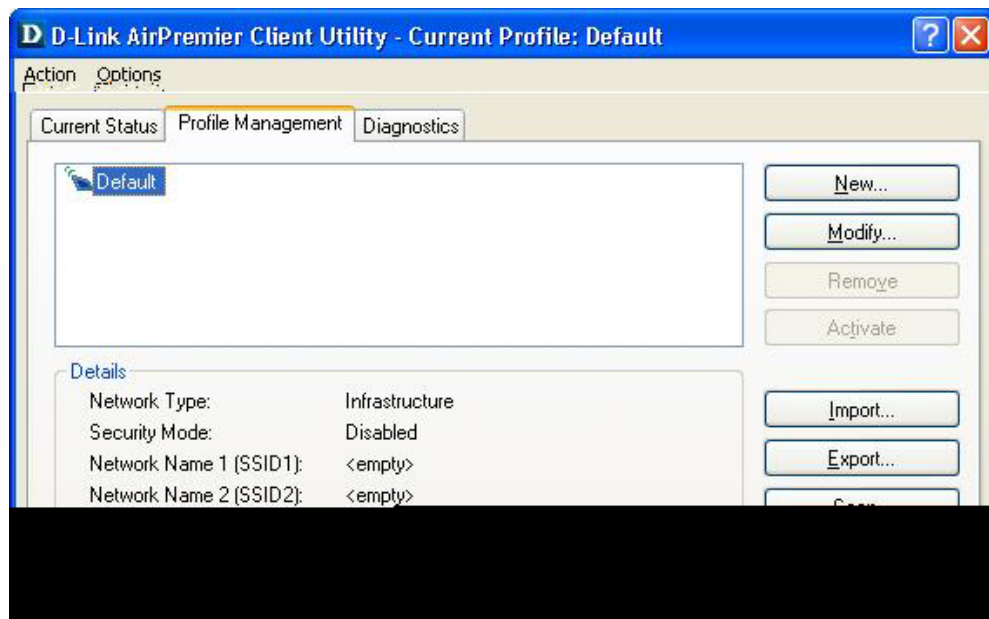 D D-Link AirPremier Client Utility - Current Profile: Default ? X
Action Options
Current Status Profile Management Diagnostics
Default
New...
Modify...
Remove
Activate
Details
Network Type: Infrastructure
Security Mode: Disabled
Network Name 1 (SSID1): <empty>
Network Name 2 (SSID2): <empty>
Import...
Export...